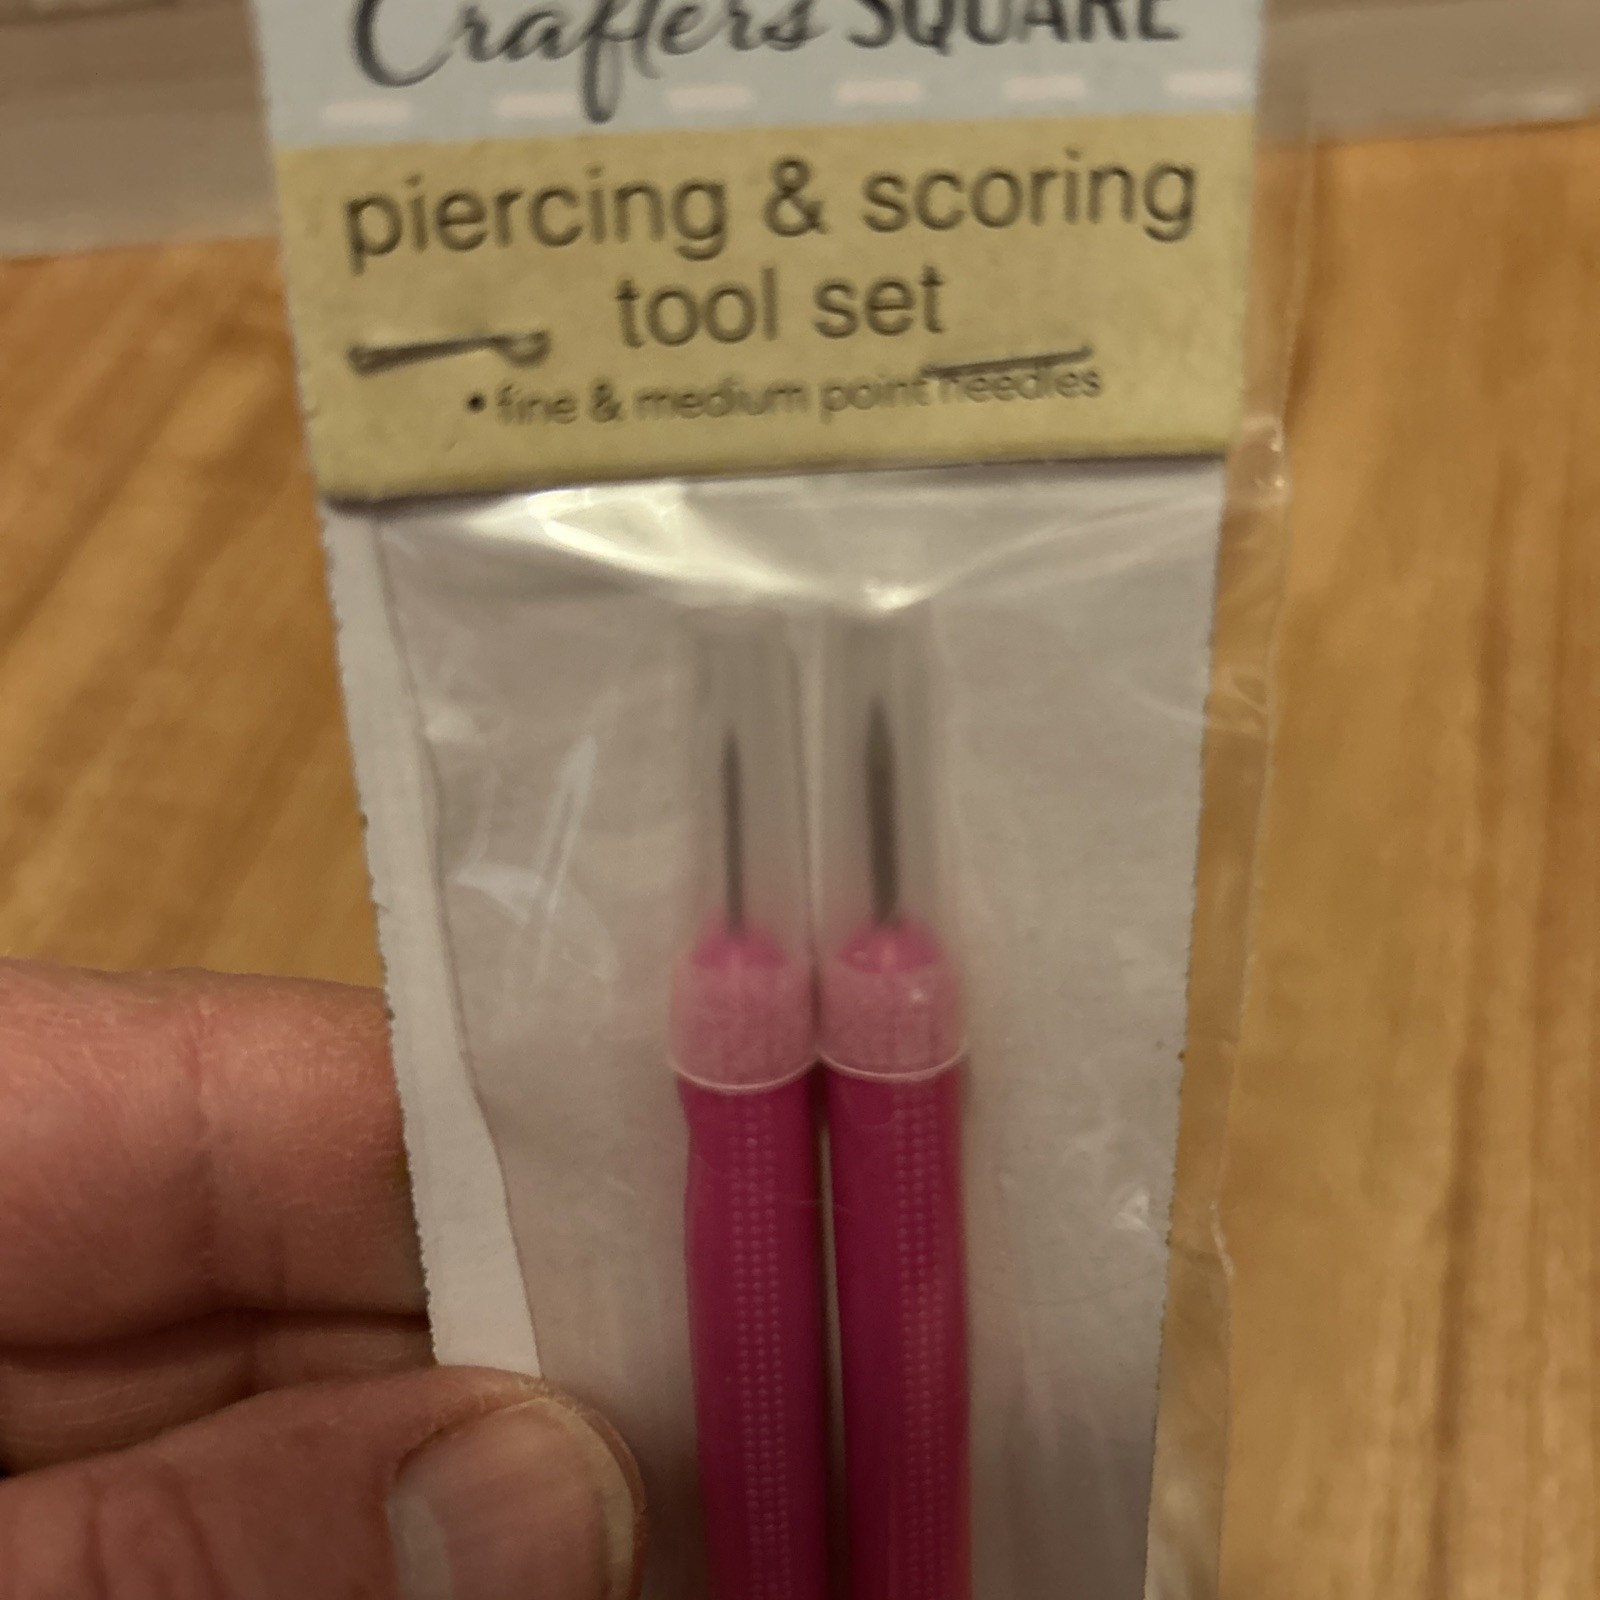 Crafters SQUARE
piercing & scoring
tool set
• fine & medium point needles